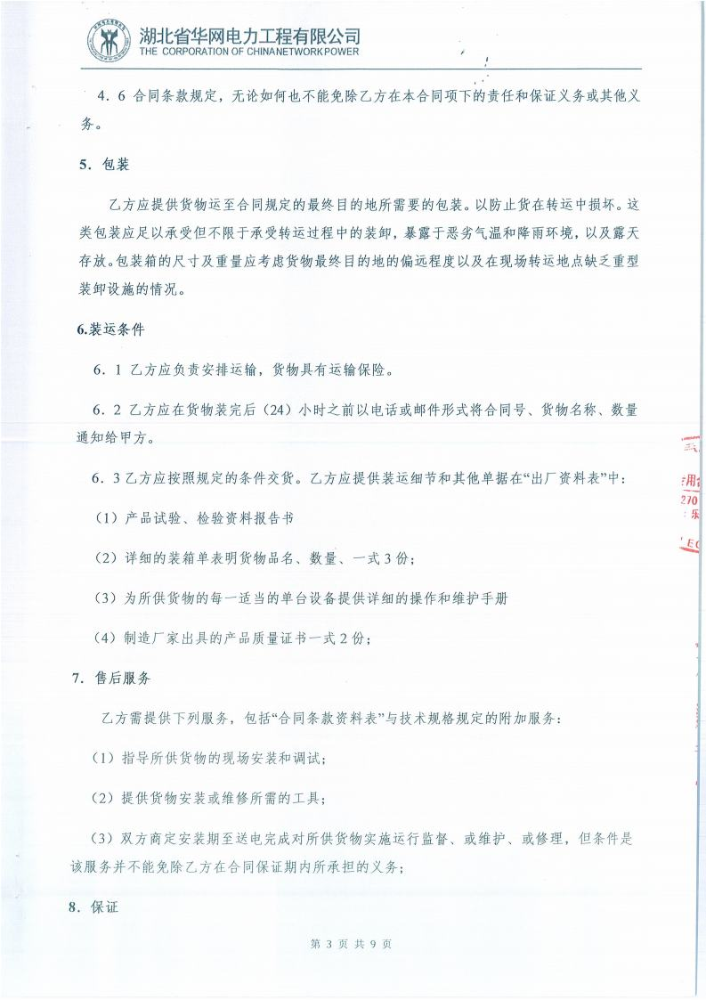 湖北省华网电力工程有限公司
THE CORPORATION OF CHINANETWORKPOWER
4．6 合同条款规定，无论如何也不能免除乙方在本合同项下的责任和保证义务或其他义
务。
5．包装
乙方应提供货物运至合同规定的最终目的地所需要的包装。以防止货在转运中损坏。这
类包装应足以承受但不限于承受转运过程中的装卸，暴露于恶劣气温和降雨环境，以及露天
存放。包装箱的尺寸及重量应考虑货物最终目的地的偏远程度以及在现场转运地点缺乏重型
装卸设施的情况。
6.装运条件
6．1 乙方应负责安排运输，货物具有运输保险。
6．2 乙方应在货物装完后（24）小时之前以电话或邮件形式将合同号、货物名称、数量
通知给甲方。
6．3 乙方应按照规定的条件交货。乙方应提供装运细节和其他单据在“出厂资料表”中：
（1）产品试验、检验资料报告书
（2）详细的装箱单表明货物品名、数量、一式 3 份；
（3）为所供货物的每一适当的单台设备提供详细的操作和维护手册
（4）制造厂家出具的产品质量证书一式 2 份；
7．售后服务
乙方需提供下列服务，包括“合同条款资料表”与技术规格规定的附加服务：
（1）指导所供货物的现场安装和调试；
（2）提供货物安装或维修所需的工具；
（3）双方商定安装期至送电完成对所供货物实施运行监督、或维护、或修理，但条件是
该服务并不能免除乙方在合同保证期内所承担的义务；
8．保证
第 3 页 共 9 页
用
270
EC